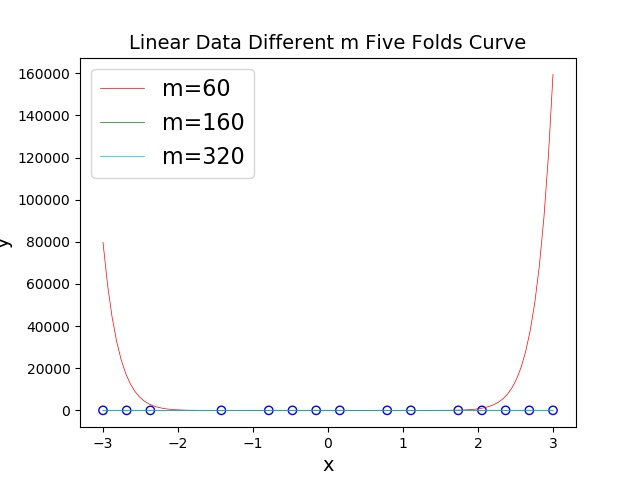 Linear Data Different m Five Folds Curve
m=60
m=160
m=320
160000
140000
120000
100000
80000
60000
40000
20000
0
y
−3 −2 −1 0 1 2 3
x